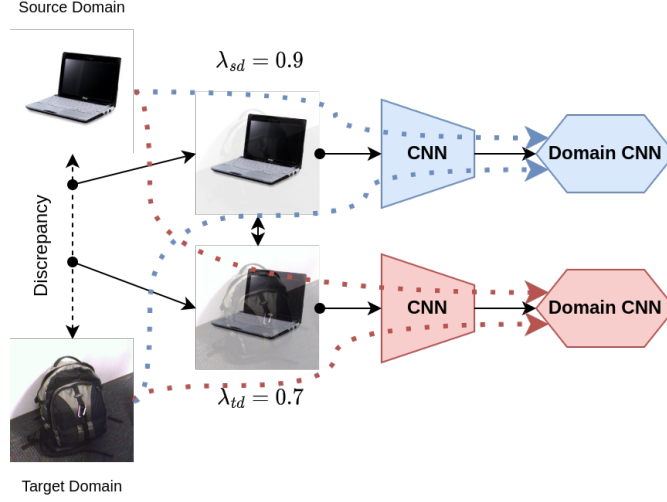 Source Domain
λ_sd = 0.9
CNN
Domain CNN
Discrepancy
CNN
Domain CNN
λ_td = 0.7
Target Domain